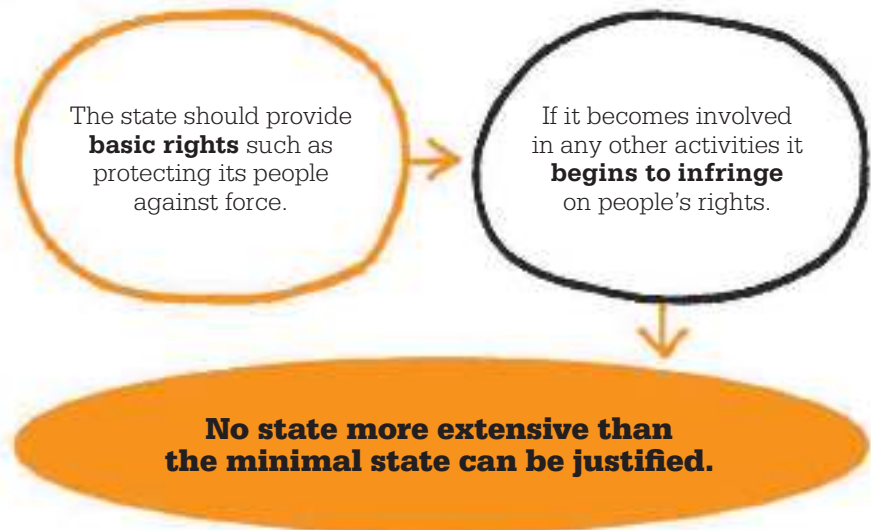 The state should provide
basic rights such as
protecting its people
against force.
If it becomes involved
in any other activities it
begins to infringe
on people’s rights.
No state more extensive than
the minimal state can be justified.